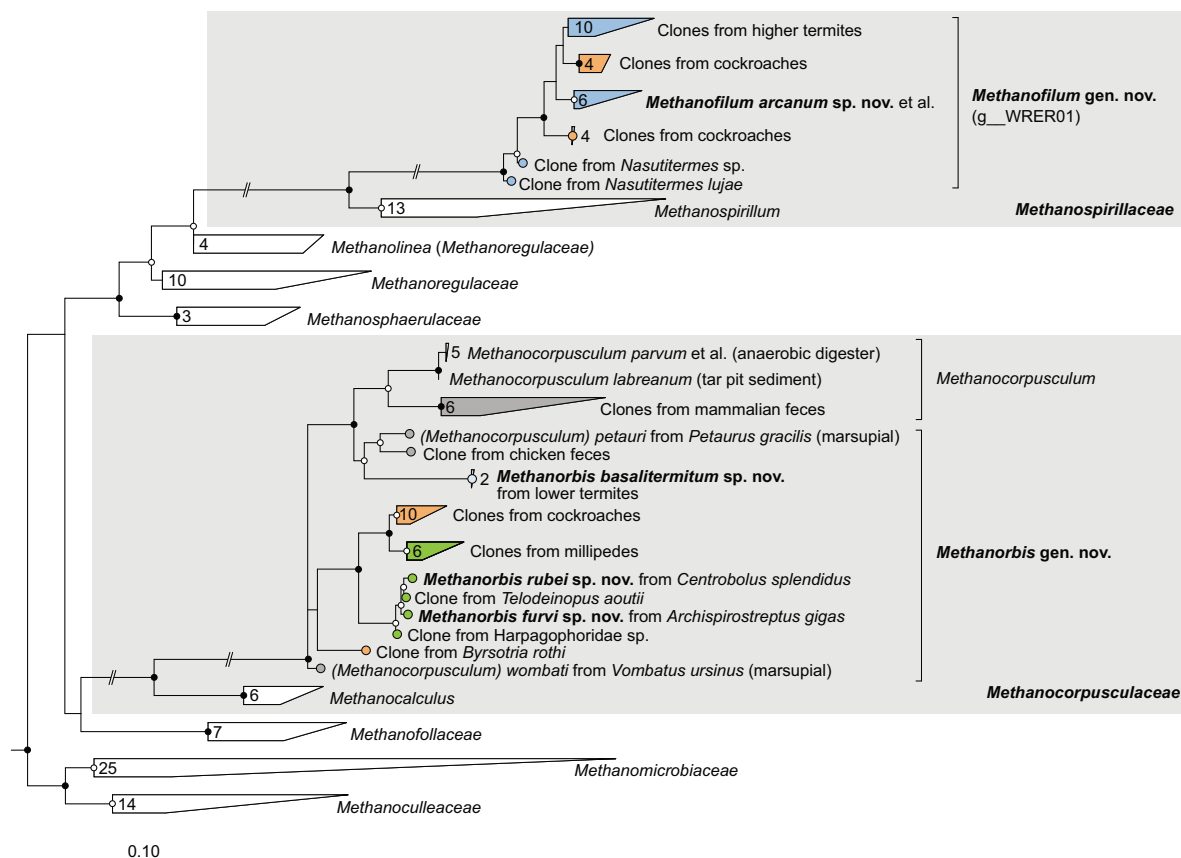 10 Clones from higher termites
4 Clones from cockroaches
6 Methanofilum arcanum sp. nov. et al.
4 Clones from cockroaches
Clone from Nasutitermes sp.
Clone from Nasutitermes lujae
Methanofilum gen. nov.
(g__WRER01)
13 Methanospirillum
Methanospirillaceae
4 Methanolinea (Methanoregulaceae)
10 Methanoregulaceae
3 Methanosphaerulaceae
5 Methanocorpusculum parvum et al. (anaerobic digester)
Methanocorpusculum labreanum (tar pit sediment)
6 Clones from mammalian feces
Methanocorpusculum
(Methanocorpusculum) petauri from Petaurus gracilis (marsupial)
Clone from chicken feces
2 Methanorbis basalitermitum sp. nov.
from lower termites
10 Clones from cockroaches
6 Clones from millipedes
Methanorbis rubei sp. nov. from Centrobolus splendidus
Clone from Telodeinopus aoutii
Methanorbis furvi sp. nov. from Archispirostreptus gigas
Clone from Harpagophoridae sp.
Clone from Byrsotria rothi
(Methanocorpusculum) wombati from Vombatus ursinus (marsupial)
Methanorbis gen. nov.
6 Methanocalculus
Methanocorpusculaceae
7 Methanofollaceae
25 Methanomicrobiaceae
14 Methanoculleaceae
0.10